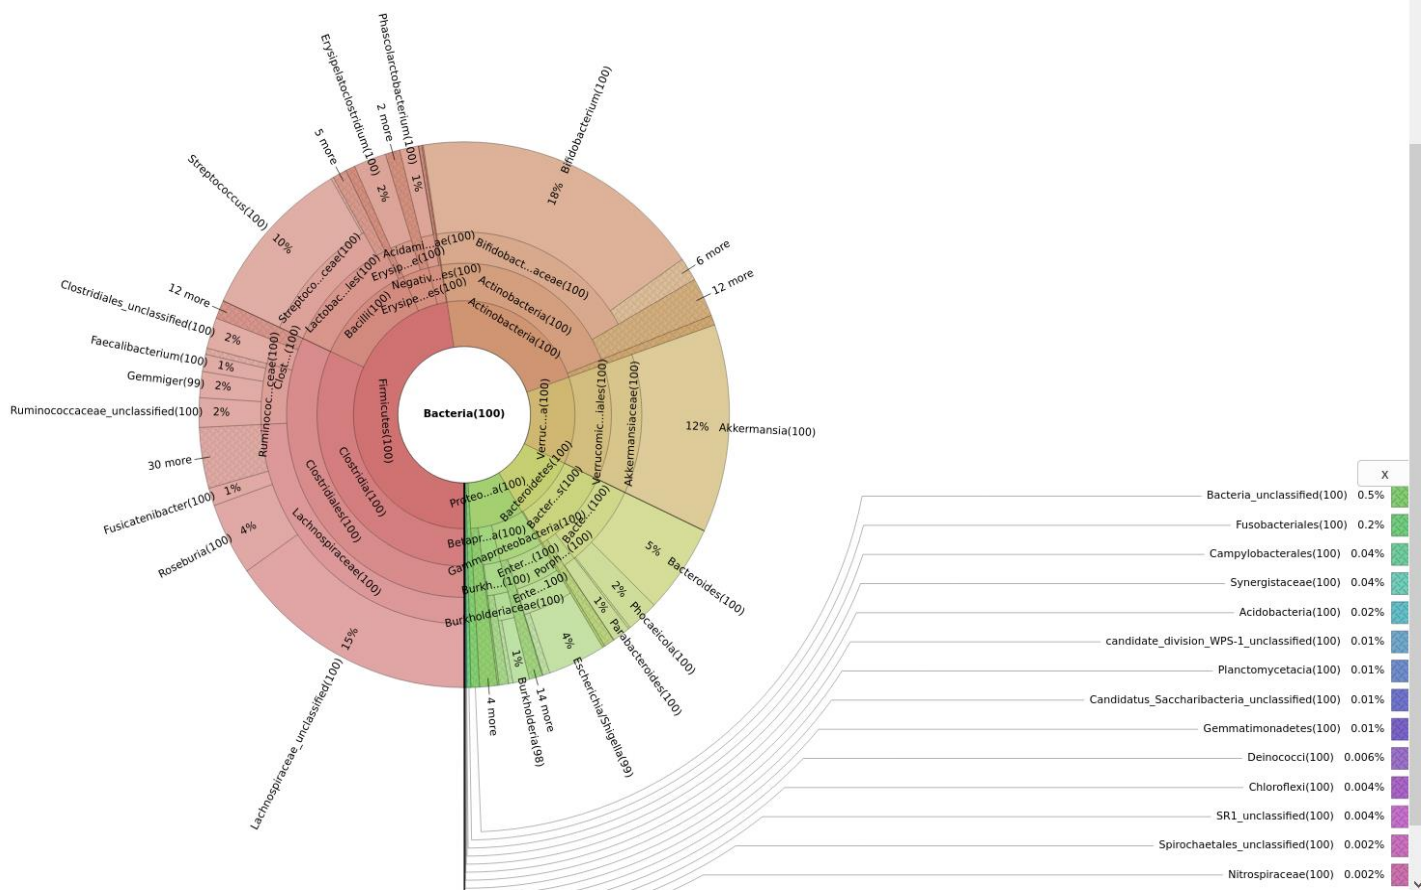 Phascolarctobacterium(100)
1%
2 more
Erysipelatoclostridium(100)
2%
5 more
Streptococcus(100)
10%
12 more
Clostridiales_unclassified(100)
2%
Faecalibacterium(100)
1%
Gemmiger(99)
2%
Ruminococcaceae_unclassified(100)
2%
30 more
Fusicatenibacter(100)
1%
Roseburia(100)
4%
Lachnospiraceae_unclassified(100)
15%
Bifidobacterium(100)
18%
6 more
12 more
12%
Akkermansia(100)
5%
Bacteroides(100)
2%
Phocaeicola(100)
1%
Parabacteroides(100)
4%
Escherichia/Shigella(99)
14 more
1%
Burkholderia(98)
4 more
Acidami...ae(100)
Erysip...e(100)
Negativ...es(100)
Erysipe...es(100)
Streptoco...ceae(100)
Lactobac...les(100)
Bacilli(100)
Clost...(100)
Ruminococ...ceae(100)
Firmicutes(100)
Clostridia(100)
Clostridiales(100)
Lachnospiraceae(100)
Bifidobact...aceae(100)
Actinobacteria(100)
Actinobacteria(100)
Bacteria(100)
Verruc...a(100)
Verrucomic...iales(100)
Akkermansiaceae(100)
Bacteroidetes(100)
Bacter...s(100)
Bacte...(100)
Porph...(100)
Proteo...a(100)
Betapr...a(100)
Gammaproteobacteria(100)
Enter...(100)
Burkh...(100)
Ente...100)
Burkholderiaceae(100)
X
Bacteria_unclassified(100) 0.5%
Fusobacteriales(100) 0.2%
Campylobacterales(100) 0.04%
Synergistaceae(100) 0.04%
Acidobacteria(100) 0.02%
candidate_division_WPS-1_unclassified(100) 0.01%
Planctomycetacia(100) 0.01%
Candidatus_Saccharibacteria_unclassified(100) 0.01%
Gemmatimonadetes(100) 0.01%
Deinococci(100) 0.006%
Chloroflexi(100) 0.004%
SR1_unclassified(100) 0.004%
Spirochaetales_unclassified(100) 0.002%
Nitrospiraceae(100) 0.002%